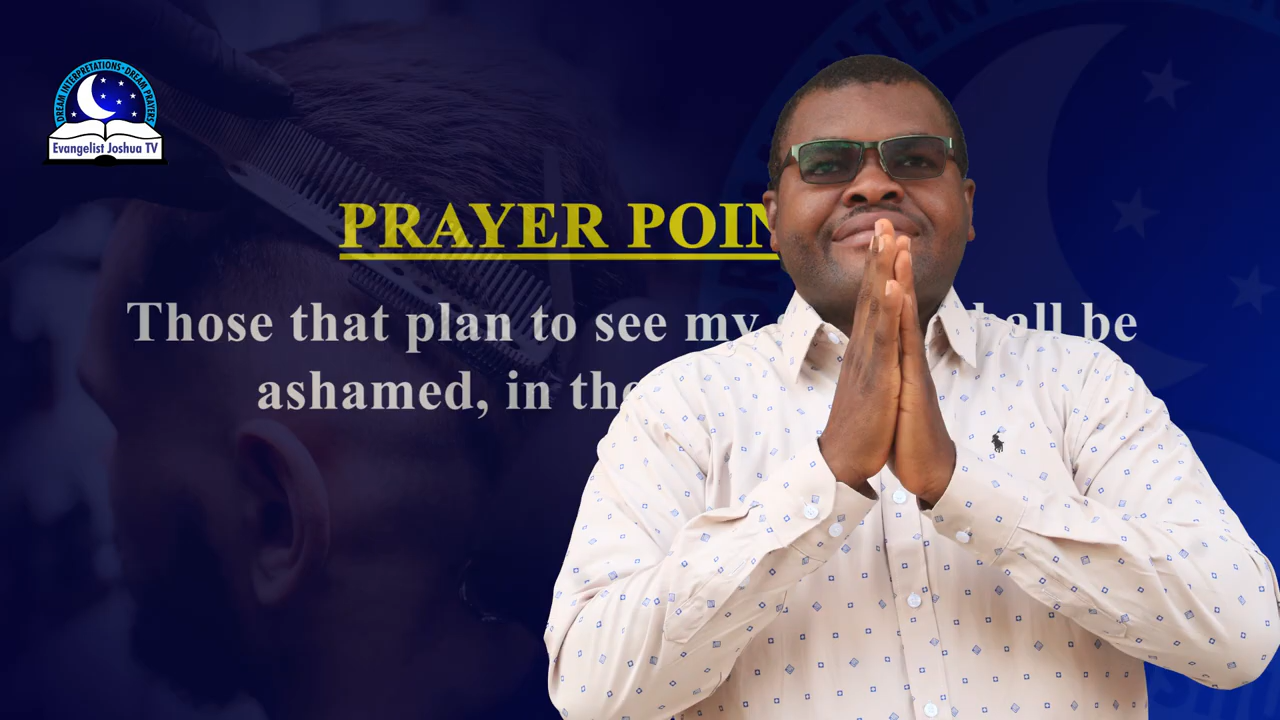 DREAM INTERPRETATIONS • DREAM PRAYERS
Evangelist Joshua TV
PRAYER POIN
Those that plan to see my shall be
ashamed, in the